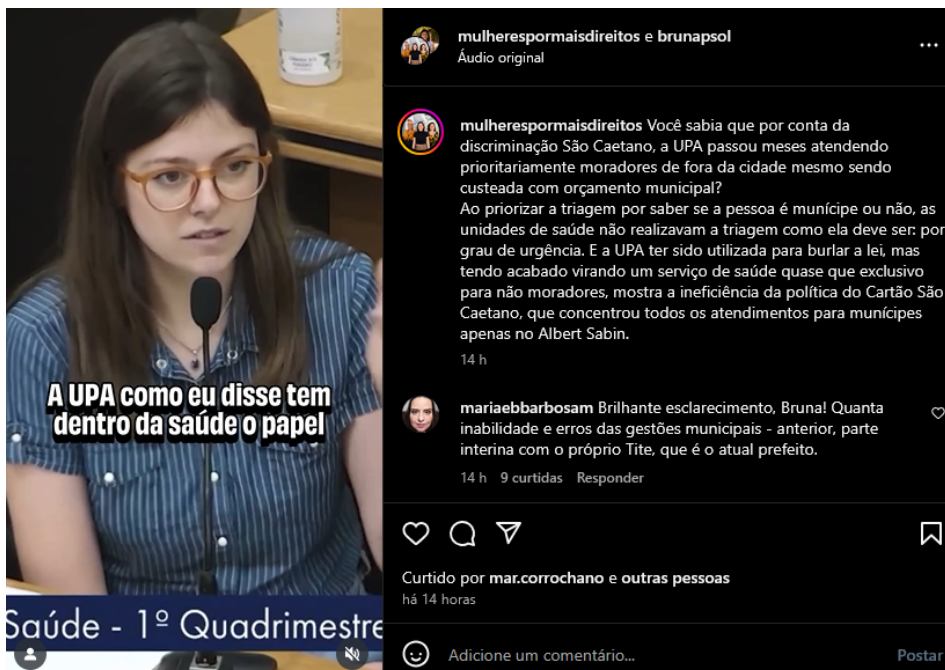 A UPA como eu disse tem
dentro da saúde o papel
Saúde - 1º Quadrimestre
mulherespormaisdireitos e brunapsol
Áudio original
mulherespormaisdireitos Você sabia que por conta da
discriminação São Caetano, a UPA passou meses atendendo
prioritariamente moradores de fora da cidade mesmo sendo
custeada com orçamento municipal?
Ao priorizar a triagem por saber se a pessoa é munícipe ou não, as
unidades de saúde não realizavam a triagem como ela deve ser: por
grau de urgência. E a UPA ter sido utilizada para burlar a lei, mas
tendo acabado virando um serviço de saúde quase que exclusivo
para não moradores, mostra a ineficiência da política do Cartão São
Caetano, que concentrou todos os atendimentos para munícipes
apenas no Albert Sabin.
14 h
mariaebbarbosam Brilhante esclarecimento, Bruna! Quanta
inabilidade e erros das gestões municipais - anterior, parte
interina com o próprio Tite, que é o atual prefeito.
14 h 9 curtidas Responder
Curtido por mar.corrochano e outras pessoas
há 14 horas
Adicione um comentário...
Postar